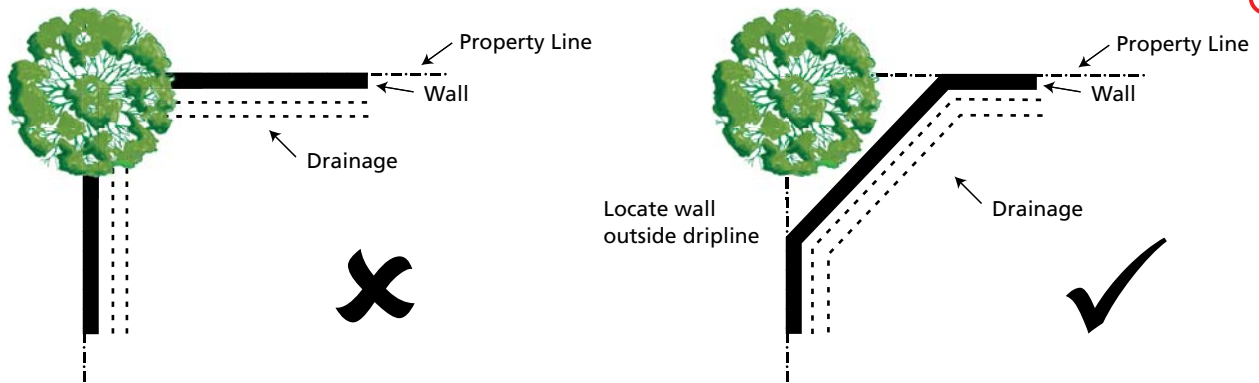 Property Line
Wall
Drainage
Property Line
Wall
Locate wall
outside dripline
Drainage